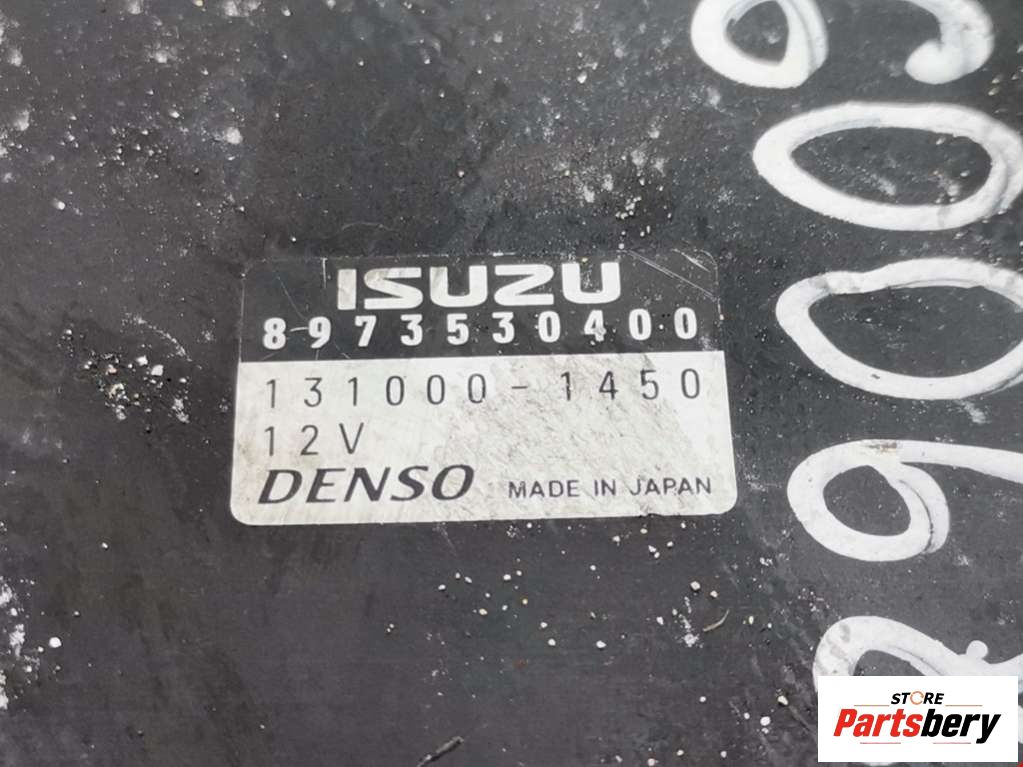 ISUZU
8973530400
131000-1450
12V
DENSO MADE IN JAPAN
STORE
Partsbery